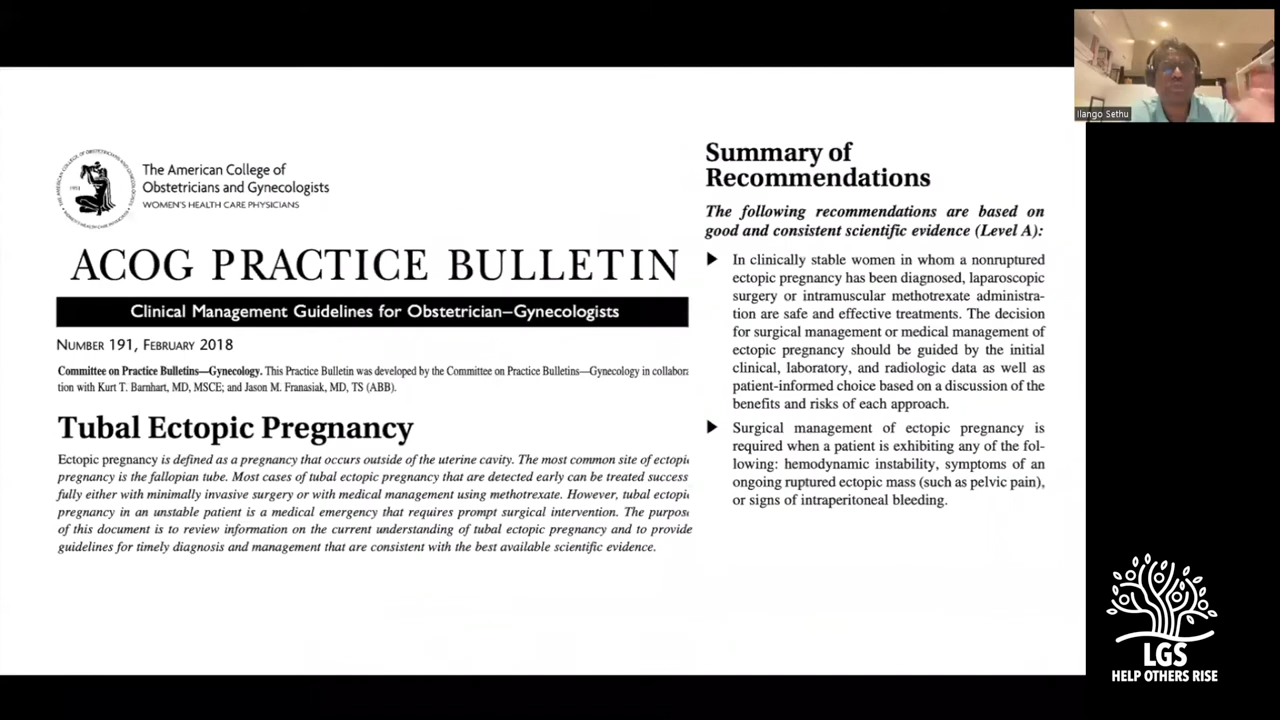 The American College of
Obstetricians and Gynecologists
WOMEN'S HEALTH CARE PHYSICIANS
ACOG PRACTICE BULLETIN
Clinical Management Guidelines for Obstetrician–Gynecologists
NUMBER 191, FEBRUARY 2018
Committee on Practice Bulletins—Gynecology. This Practice Bulletin was developed by the Committee on Practice Bulletins—Gynecology in collabora
tion with Kurt T. Barnhart, MD, MSCE; and Jason M. Franasiak, MD, TS (ABB).
Tubal Ectopic Pregnancy
Ectopic pregnancy is defined as a pregnancy that occurs outside of the uterine cavity. The most common site of ectopi
pregnancy is the fallopian tube. Most cases of tubal ectopic pregnancy that are detected early can be treated success
fully either with minimally invasive surgery or with medical management using methotrexate. However, tubal ectopi
pregnancy in an unstable patient is a medical emergency that requires prompt surgical intervention. The purpos
of this document is to review information on the current understanding of tubal ectopic pregnancy and to provide
guidelines for timely diagnosis and management that are consistent with the best available scientific evidence.
Summary of
Recommendations
The following recommendations are based on
good and consistent scientific evidence (Level A):
In clinically stable women in whom a nonruptured
ectopic pregnancy has been diagnosed, laparoscopic
surgery or intramuscular methotrexate administra-
tion are safe and effective treatments. The decision
for surgical management or medical management of
ectopic pregnancy should be guided by the initial
clinical, laboratory, and radiologic data as well as
patient-informed choice based on a discussion of the
benefits and risks of each approach.
Surgical management of ectopic pregnancy is
required when a patient is exhibiting any of the fol-
lowing: hemodynamic instability, symptoms of an
ongoing ruptured ectopic mass (such as pelvic pain),
or signs of intraperitoneal bleeding.
Ilango Sethu
LGS
HELP OTHERS RISE